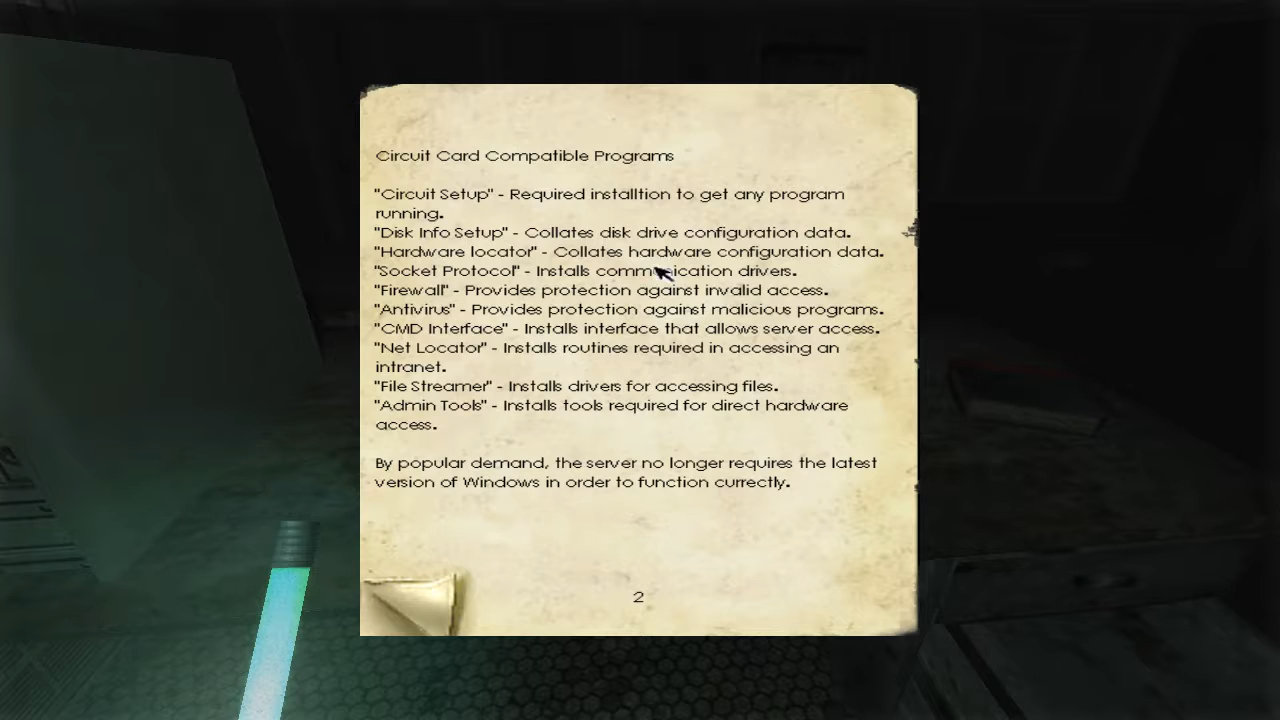 Circuit Card Compatible Programs
"Circuit Setup" - Required installtion to get any program
running.
"Disk Info Setup" - Collates disk drive configuration data.
"Hardware locator" - Collates hardware configuration data.
"Socket Protocol" - Installs communication drivers.
"Firewall" - Provides protection against invalid access.
"Antivirus" - Provides protection against malicious programs.
"CMD Interface" - Installs interface that allows server access.
"Net Locator" - Installs routines required in accessing an
intranet.
"File Streamer" - Installs drivers for accessing files.
"Admin Tools" - Installs tools required for direct hardware
access.
By popular demand, the server no longer requires the latest
version of Windows in order to function currectly.
2